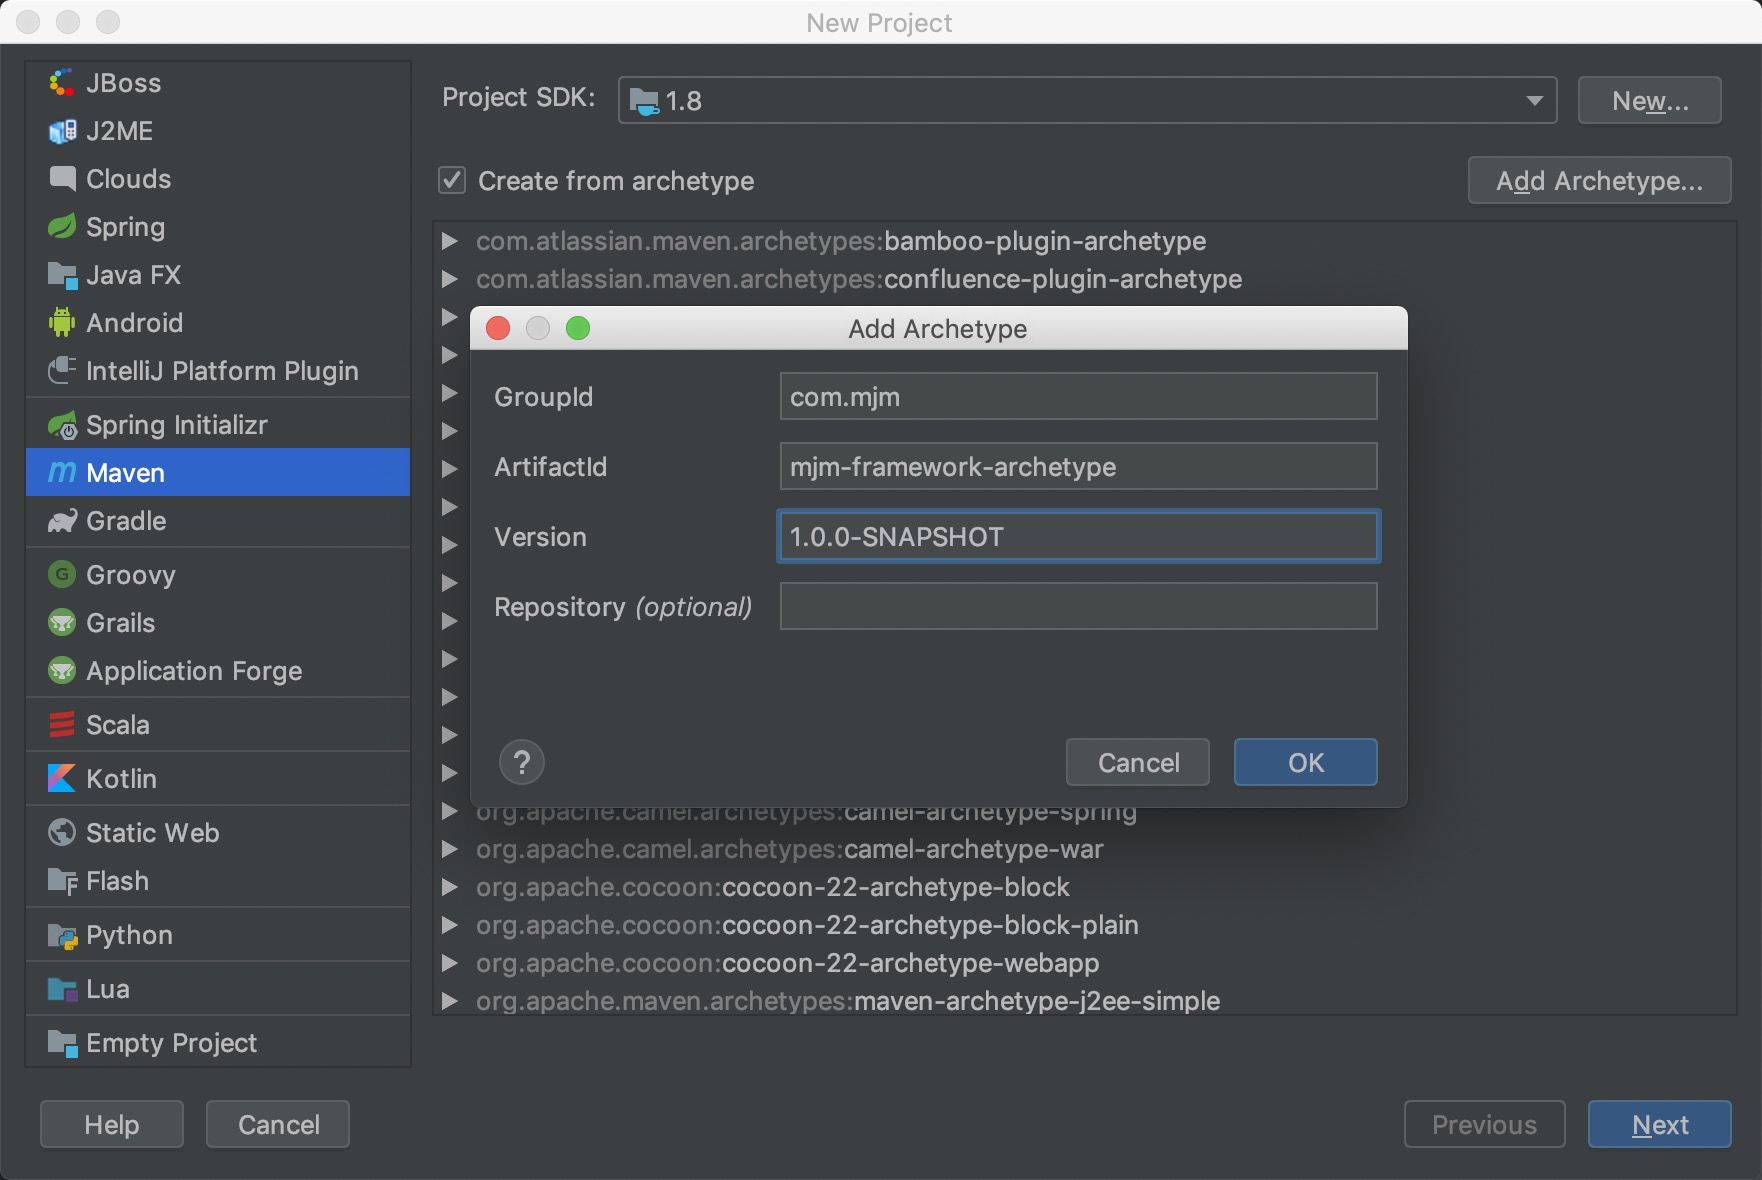 New Project
JBoss
J2ME
Clouds
Spring
Java FX
Android
IntelliJ Platform Plugin
Spring Initializr
Maven
Gradle
Groovy
Grails
Application Forge
Scala
Kotlin
Static Web
Flash
Python
Lua
Empty Project
Project SDK: 1.8 New...
Create from archetype Add Archetype...
com.atlassian.maven.archetypes:bamboo-plugin-archetype
com.atlassian.maven.archetypes:confluence-plugin-archetype
Add Archetype
GroupId com.mjm
ArtifactId mjm-framework-archetype
Version 1.0.0-SNAPSHOT
Repository (optional)
? Cancel OK
org.apache.camel.archetypes:camel-archetype-spring
org.apache.camel.archetypes:camel-archetype-war
org.apache.cocoon:cocoon-22-archetype-block
org.apache.cocoon:cocoon-22-archetype-block-plain
org.apache.cocoon:cocoon-22-archetype-webapp
org.apache.maven.archetypes:maven-archetype-j2ee-simple
Help Cancel Previous Next